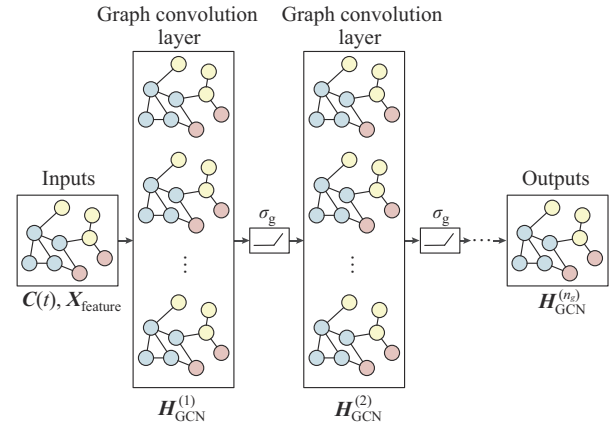 Graph convolution
layer
Graph convolution
layer
Inputs
σg
σg
Outputs
⋮
⋮
······
C(t), Xfeature
H(ng)GCN
H(1)GCN
H(2)GCN